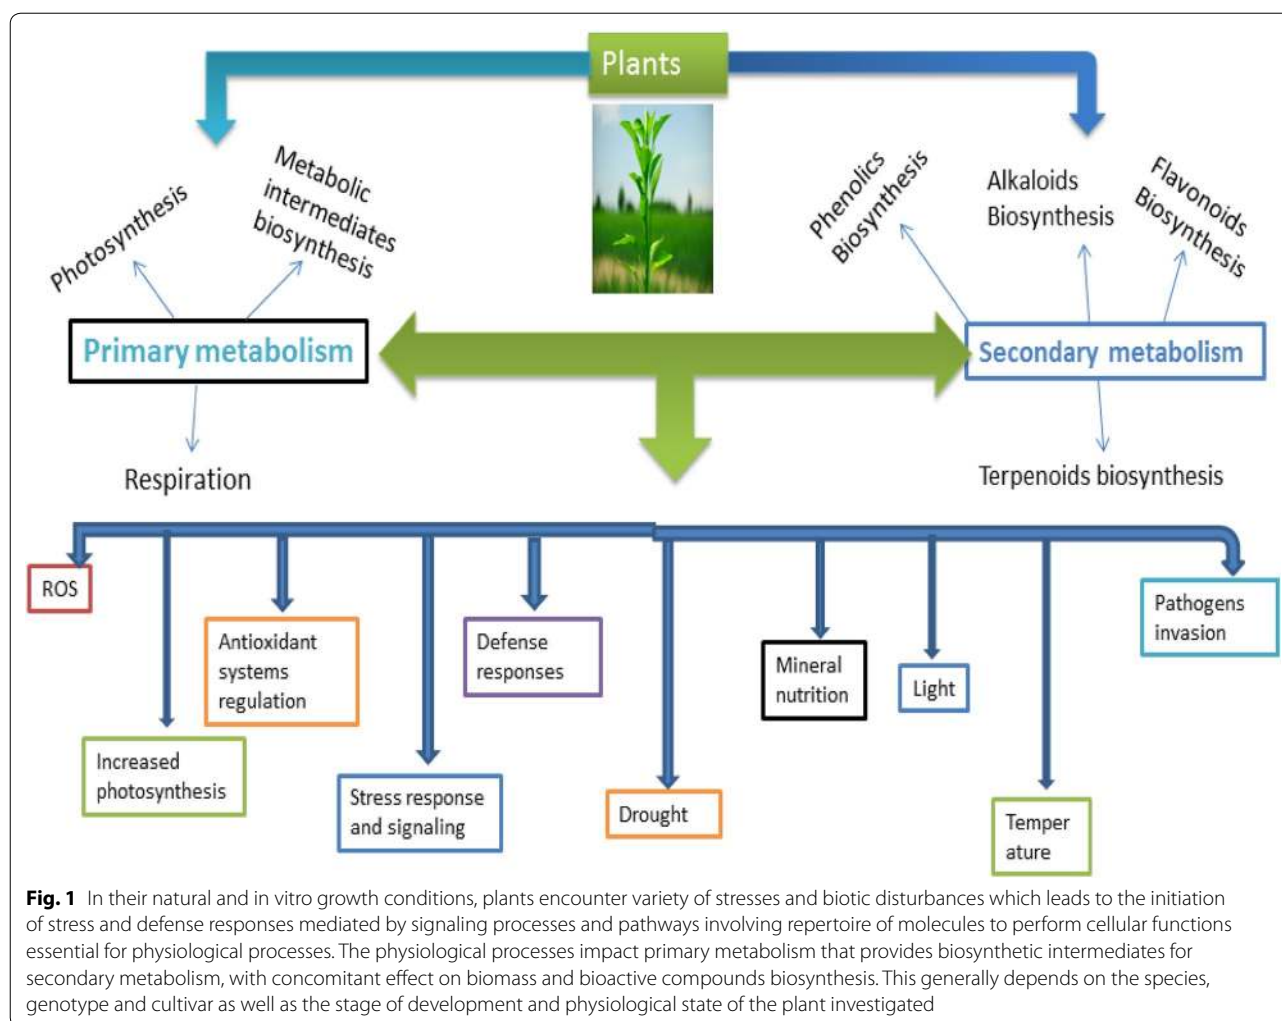 Plants
Photosynthesis
Metabolic
intermediates
biosynthesis
Phenolics
Biosynthesis
Alkaloids
Biosynthesis
Flavonoids
Biosynthesis
Primary metabolism
Secondary metabolism
Respiration
Terpenoids biosynthesis
ROS
Increased
photosynthesis
Antioxidant
systems
regulation
Stress response
and signaling
Defense
responses
Drought
Mineral
nutrition
Light
Temper
ature
Pathogens
invasion
Fig. 1 In their natural and in vitro growth conditions, plants encounter variety of stresses and biotic disturbances which leads to the initiation
of stress and defense responses mediated by signaling processes and pathways involving repertoire of molecules to perform cellular functions
essential for physiological processes. The physiological processes impact primary metabolism that provides biosynthetic intermediates for
secondary metabolism, with concomitant effect on biomass and bioactive compounds biosynthesis. This generally depends on the species,
genotype and cultivar as well as the stage of development and physiological state of the plant investigated